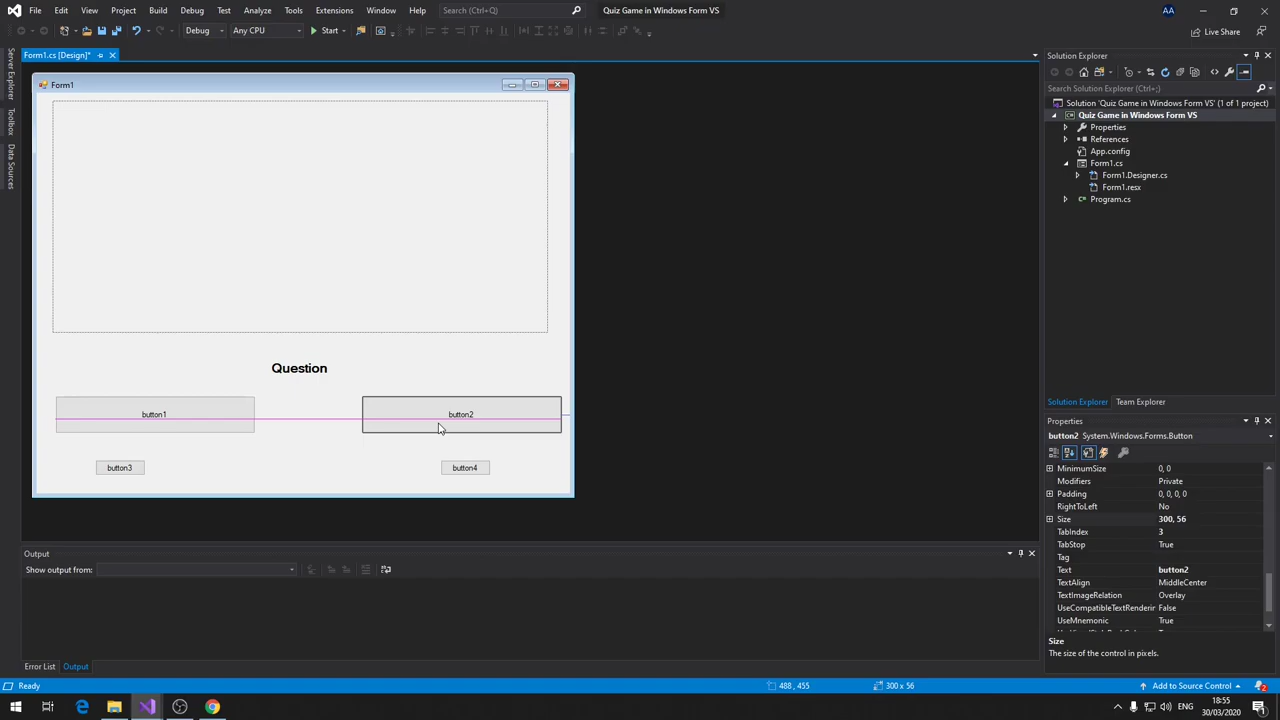 File Edit View Project Build Debug Test Analyze Tools Extensions Window Help Search (Ctrl+Q) Quiz Game in Windows Form VS AA
Debug Any CPU Start Live Share
Form1.cs [Design]*
Server Explorer
Toolbox
Data Sources
Form1
Question
button1 button2
button3 button4
Output
Show output from:
Error List Output
Solution Explorer
Search Solution Explorer (Ctrl+;)
Solution 'Quiz Game in Windows Form VS' (1 of 1 project)
Quiz Game in Windows Form VS
Properties
References
App.config
Form1.cs
Form1.Designer.cs
Form1.resx
Program.cs
Solution Explorer Team Explorer
Properties
button2 System.Windows.Forms.Button
MinimumSize 0, 0
Modifiers Private
Padding 0, 0, 0, 0
RightToLeft No
Size 300, 56
TabIndex 3
TabStop True
Tag
Text button2
TextAlign MiddleCenter
TextImageRelation Overlay
UseCompatibleTextRenderin False
UseMnemonic True
Size
The size of the control in pixels.
Ready 488 , 455 300 x 56 Add to Source Control 2
ENG 18:55
30/03/2020 2